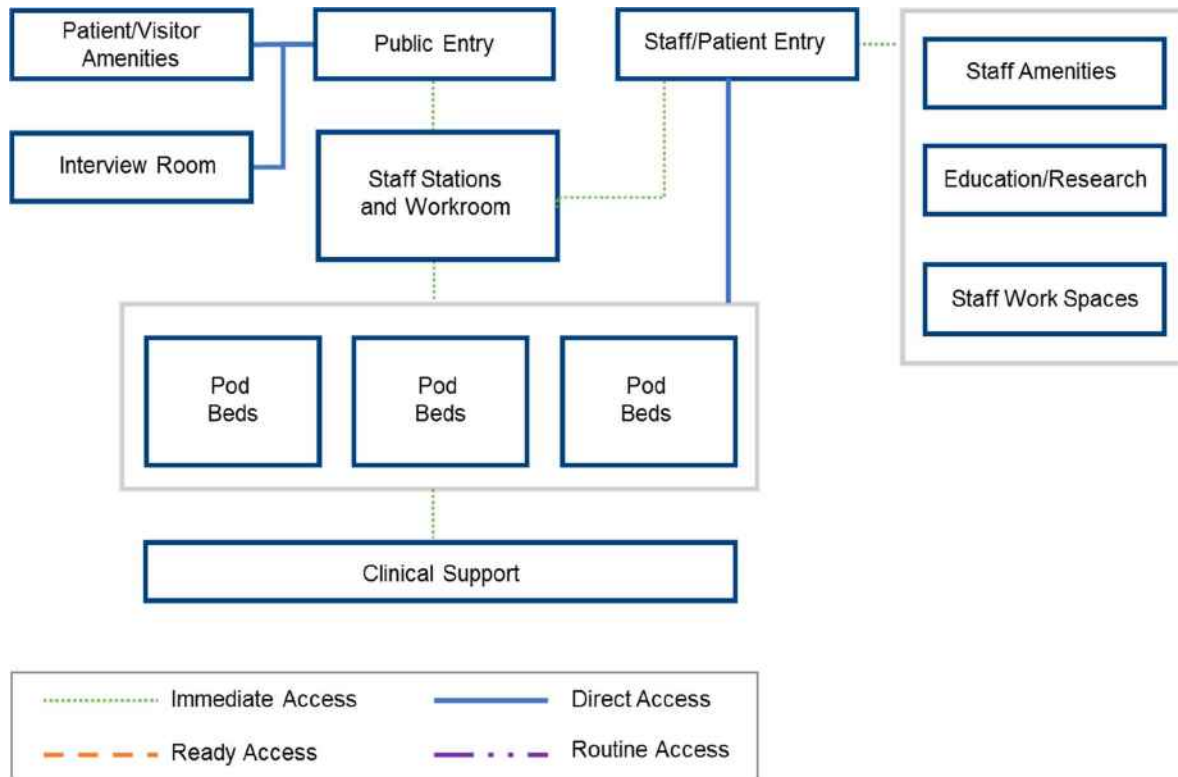 Patient/Visitor
Amenities
Public Entry
Staff/Patient Entry
Staff Amenities
Interview Room
Staff Stations
and Workroom
Education/Research
Staff Work Spaces
Pod
Beds
Pod
Beds
Pod
Beds
Clinical Support
Immediate Access
Direct Access
Ready Access
Routine Access